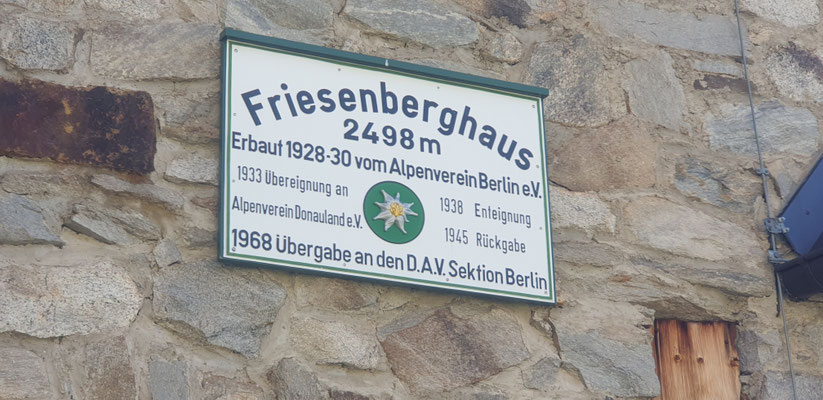 Friesenberghaus
2498 m
Erbaut 1928-30 vom Alpenverein Berlin e.V.
1933 Übereignung an
Alpenverein Donauland e.V.
1938 Enteignung
1945 Rückgabe
1968 Übergabe an den D.A.V. Sektion Berlin